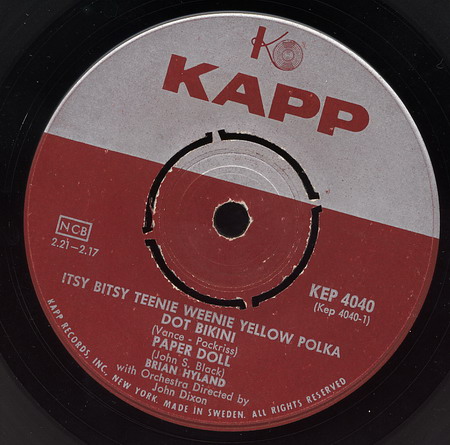 K
KAPP
NCB
2.21-2.17
KEP 4040
(Kep 4040-1)
ITSY BITSY TEENIE WEENIE YELLOW POLKA
DOT BIKINI
(Vance - Pockriss)
PAPER DOLL
(John S. Black)
BRIAN HYLAND
with Orchestra Directed by
John Dixon
KAPP RECORDS, INC. NEW YORK. MADE IN SWEDEN. ALL RIGHTS RESERVED